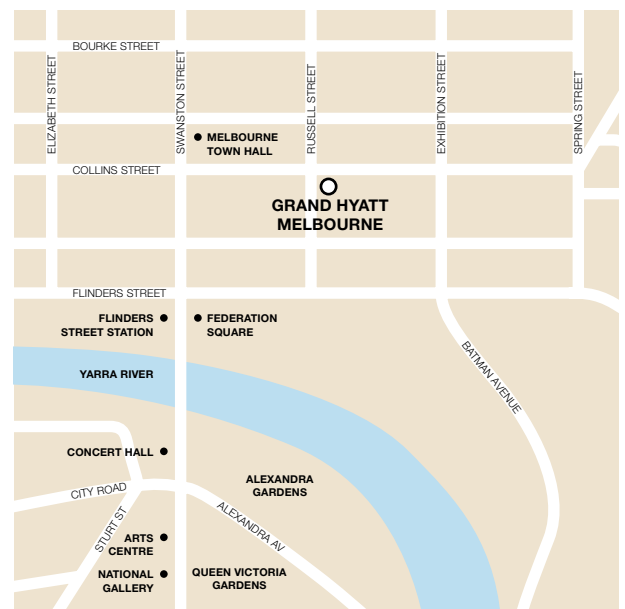 BOURKE STREET
ELIZABETH STREET
SWANSTON STREET
RUSSELL STREET
EXHIBITION STREET
SPRING STREET
MELBOURNE
TOWN HALL
COLLINS STREET
GRAND HYATT
MELBOURNE
FLINDERS STREET
FLINDERS
STREET STATION
FEDERATION
SQUARE
YARRA RIVER
BATMAN AVENUE
CONCERT HALL
ALEXANDRA
GARDENS
CITY ROAD
STURT ST
ALEXANDRA AV
ARTS
CENTRE
NATIONAL
GALLERY
QUEEN VICTORIA
GARDENS